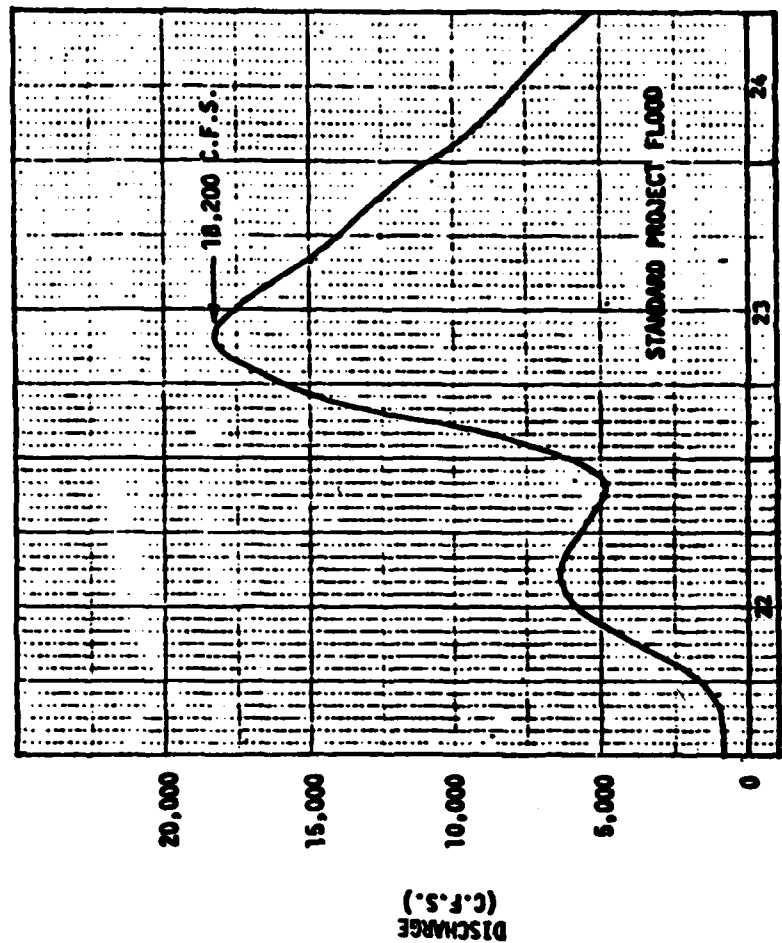 DISCHARGE
(C.F.S.)
20,000
15,000
10,000
5,000
0
18,200 C.F.S.
STANDARD PROJECT FLOOD
22
23
24